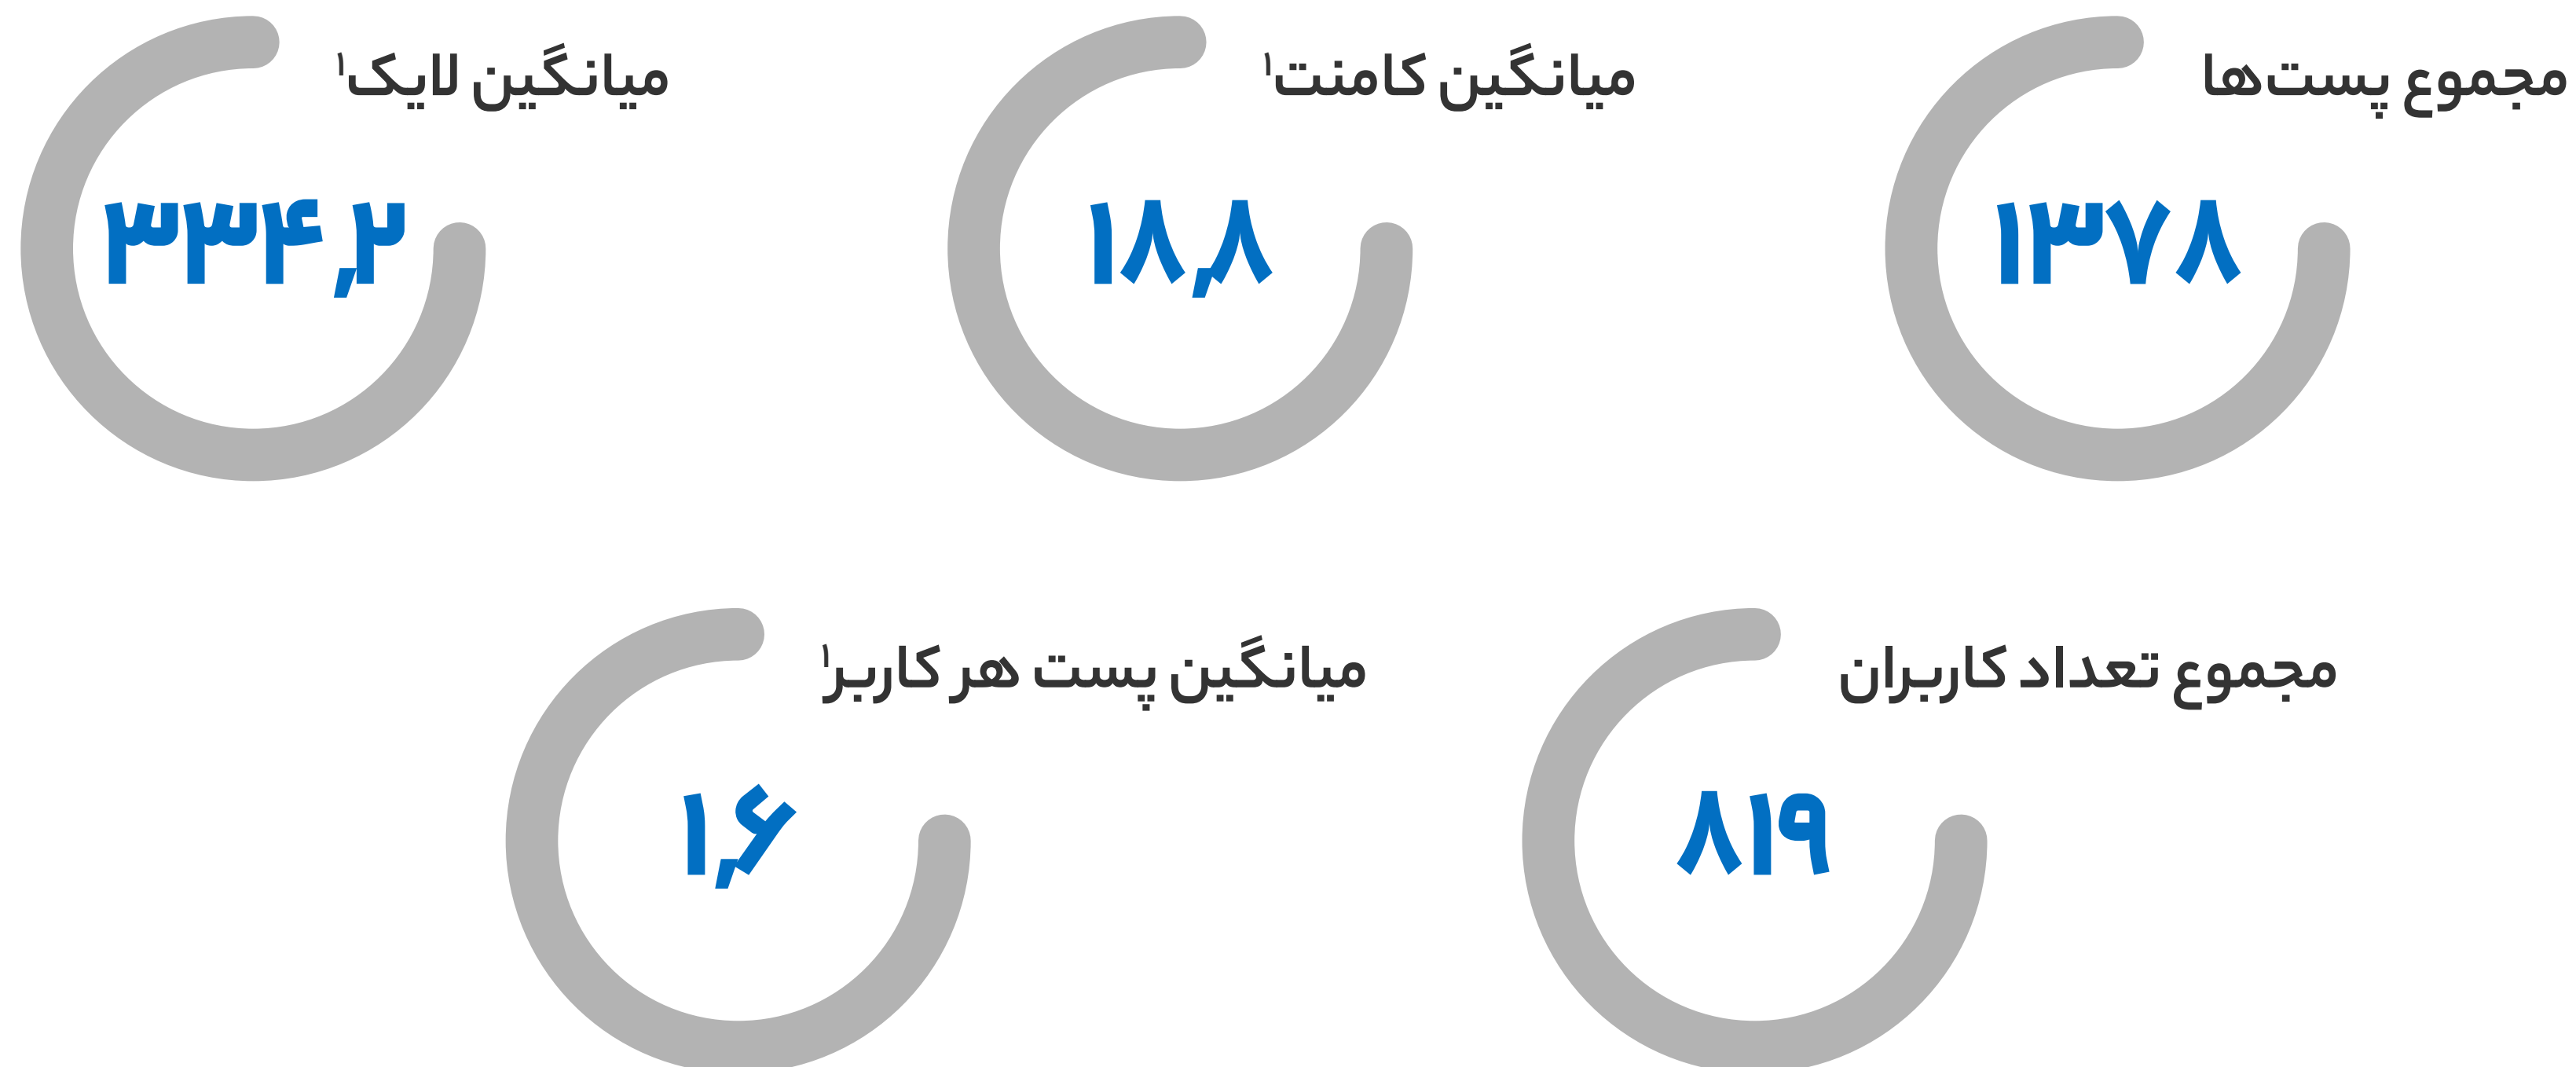 مجموع پست‌ها
۱۳۷۸
میانگین کامنت۱
۱۸٫۸
میانگین لایک۱
۳۳۴٫۲
مجموع تعداد کاربران
۸۱۹
میانگین پست هر کاربر۱
۱٫۶